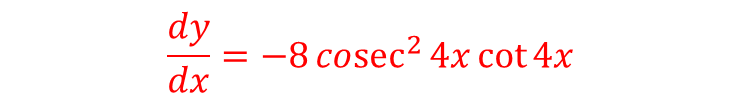 dy/dx = −8 cosec² 4x cot 4x